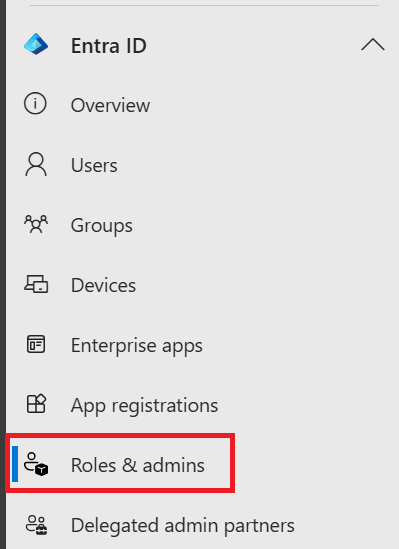 Entra ID
Overview
Users
Groups
Devices
Enterprise apps
App registrations
Roles & admins
Delegated admin partners